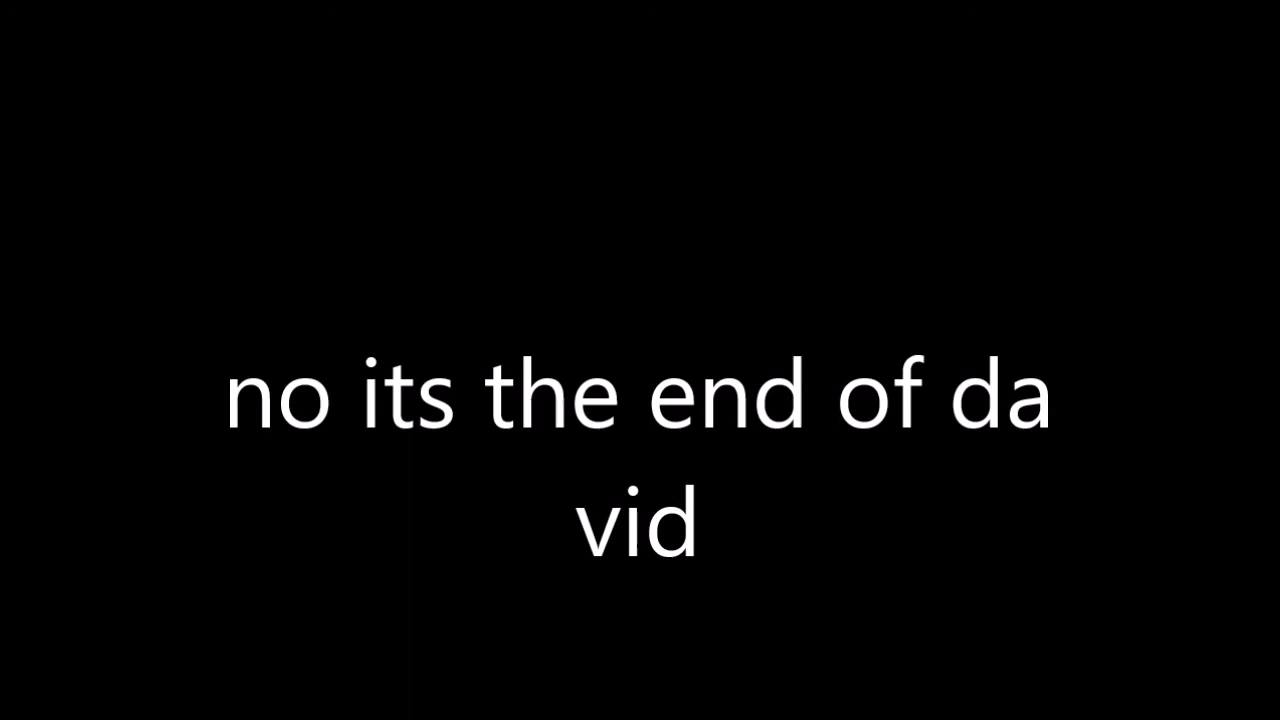 no its the end of da
vid